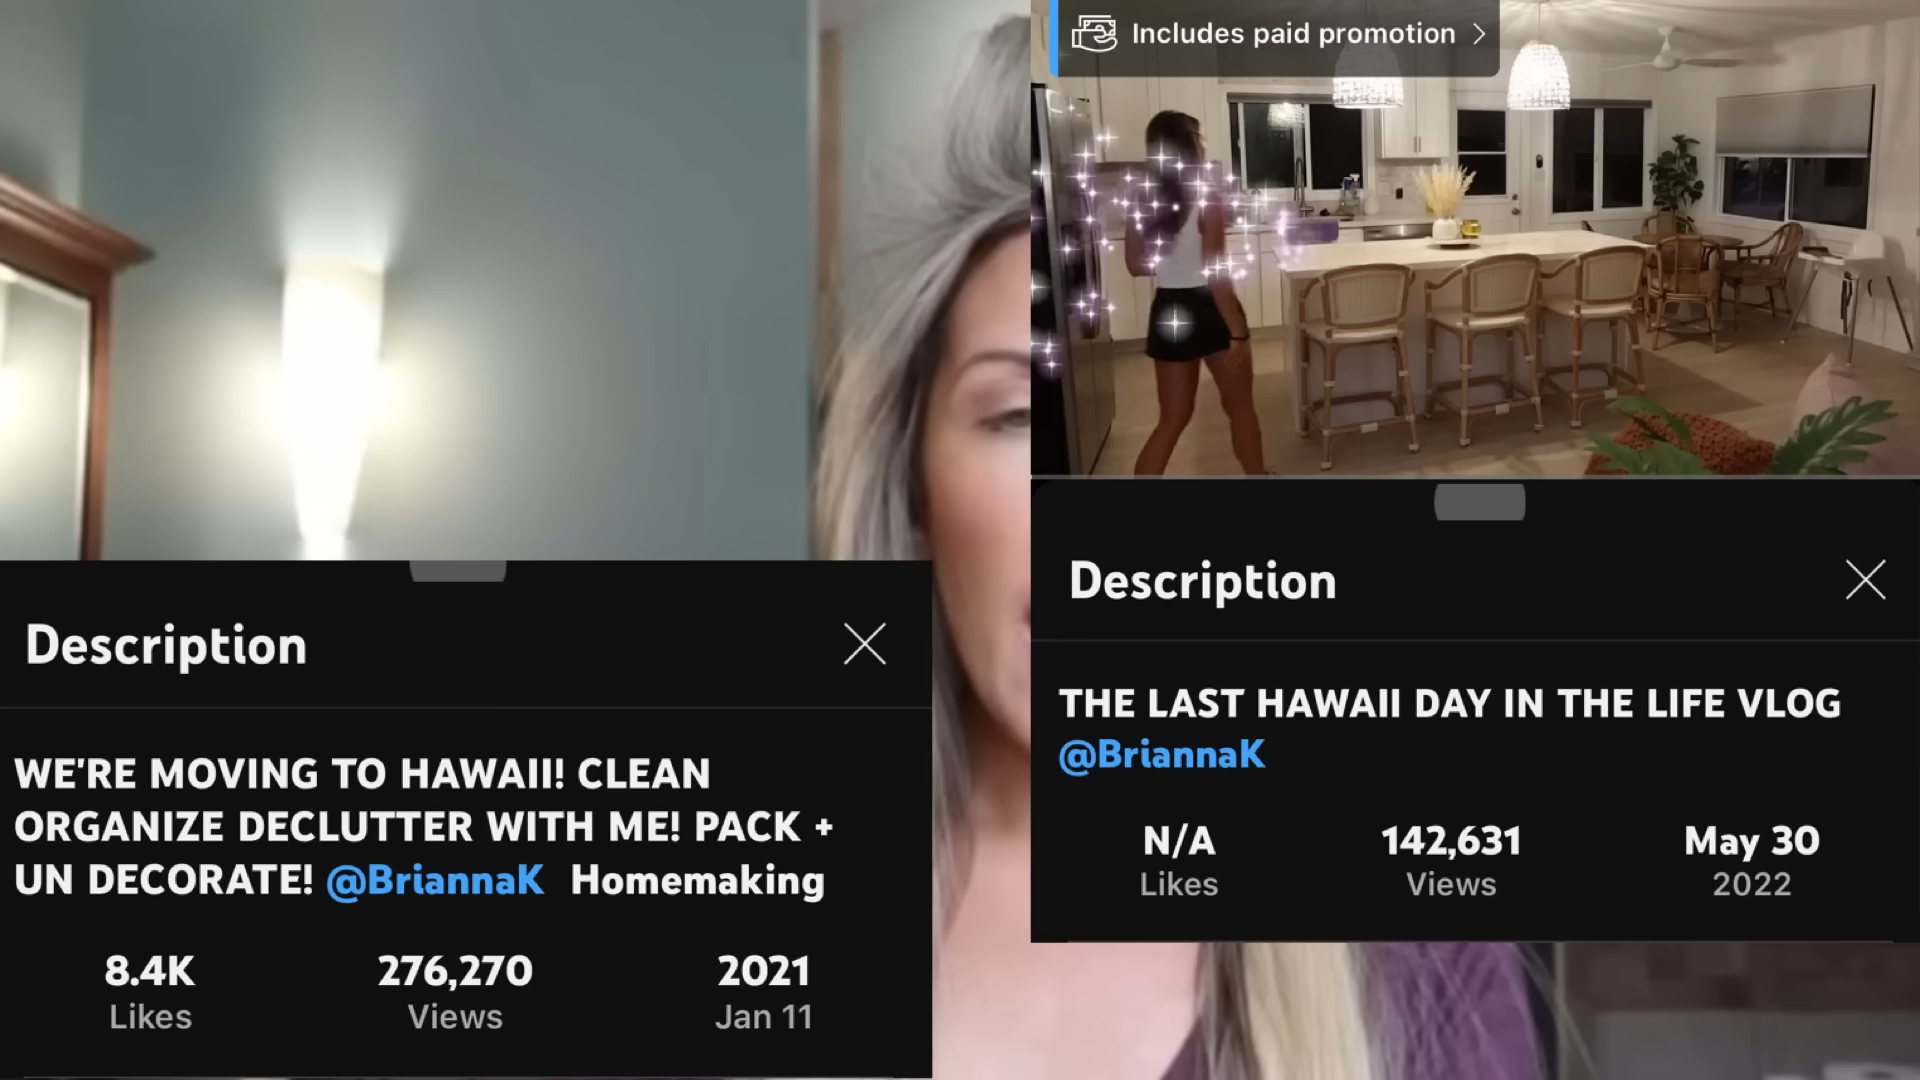 Includes paid promotion
Description
WE'RE MOVING TO HAWAII! CLEAN
ORGANIZE DECLUTTER WITH ME! PACK +
UN DECORATE! @BriannaK Homemaking
8.4K 276,270 2021
Likes Views Jan 11
Description
THE LAST HAWAII DAY IN THE LIFE VLOG
@BriannaK
N/A 142,631 May 30
Likes Views 2022